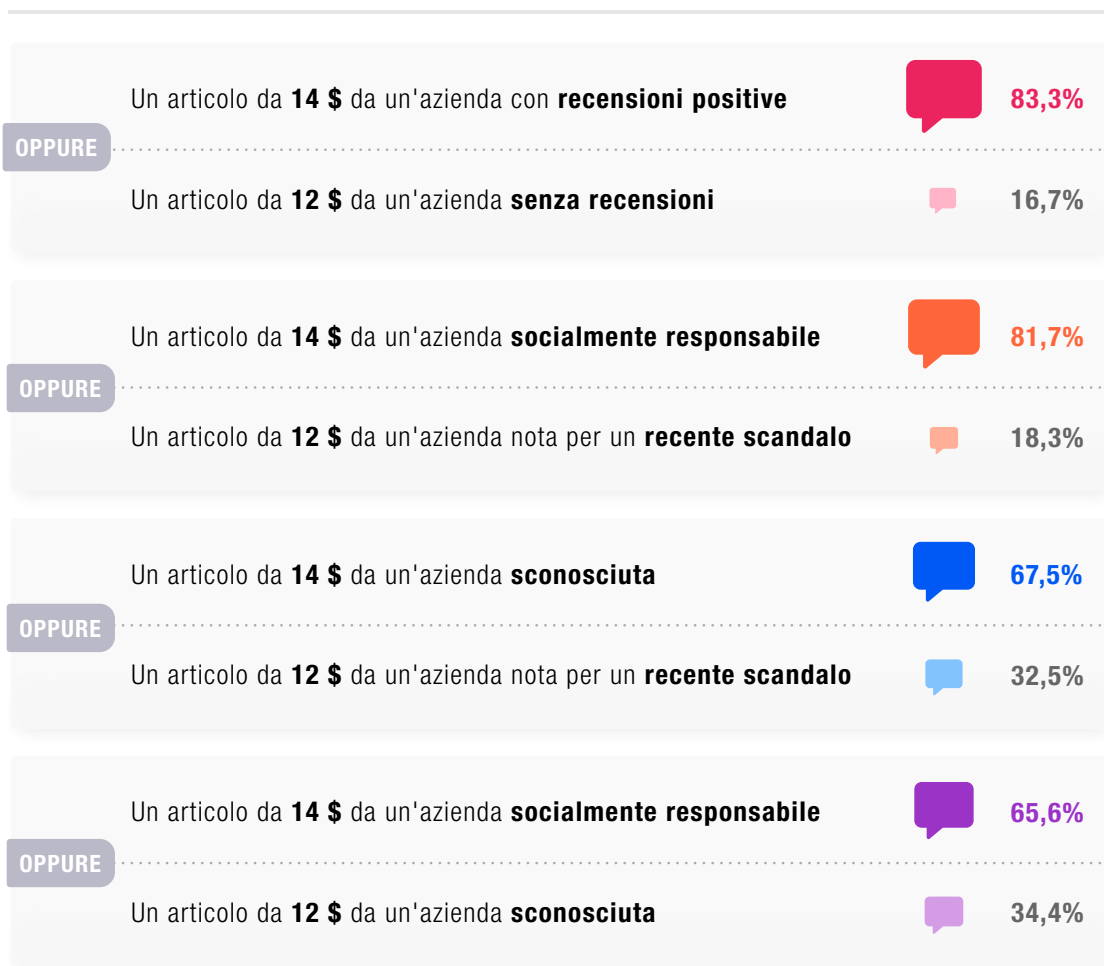 Un articolo da 14 $ da un'azienda con recensioni positive 83,3%
OPPURE
Un articolo da 12 $ da un'azienda senza recensioni 16,7%
Un articolo da 14 $ da un'azienda socialmente responsabile 81,7%
OPPURE
Un articolo da 12 $ da un'azienda nota per un recente scandalo 18,3%
Un articolo da 14 $ da un'azienda sconosciuta 67,5%
OPPURE
Un articolo da 12 $ da un'azienda nota per un recente scandalo 32,5%
Un articolo da 14 $ da un'azienda socialmente responsabile 65,6%
OPPURE
Un articolo da 12 $ da un'azienda sconosciuta 34,4%